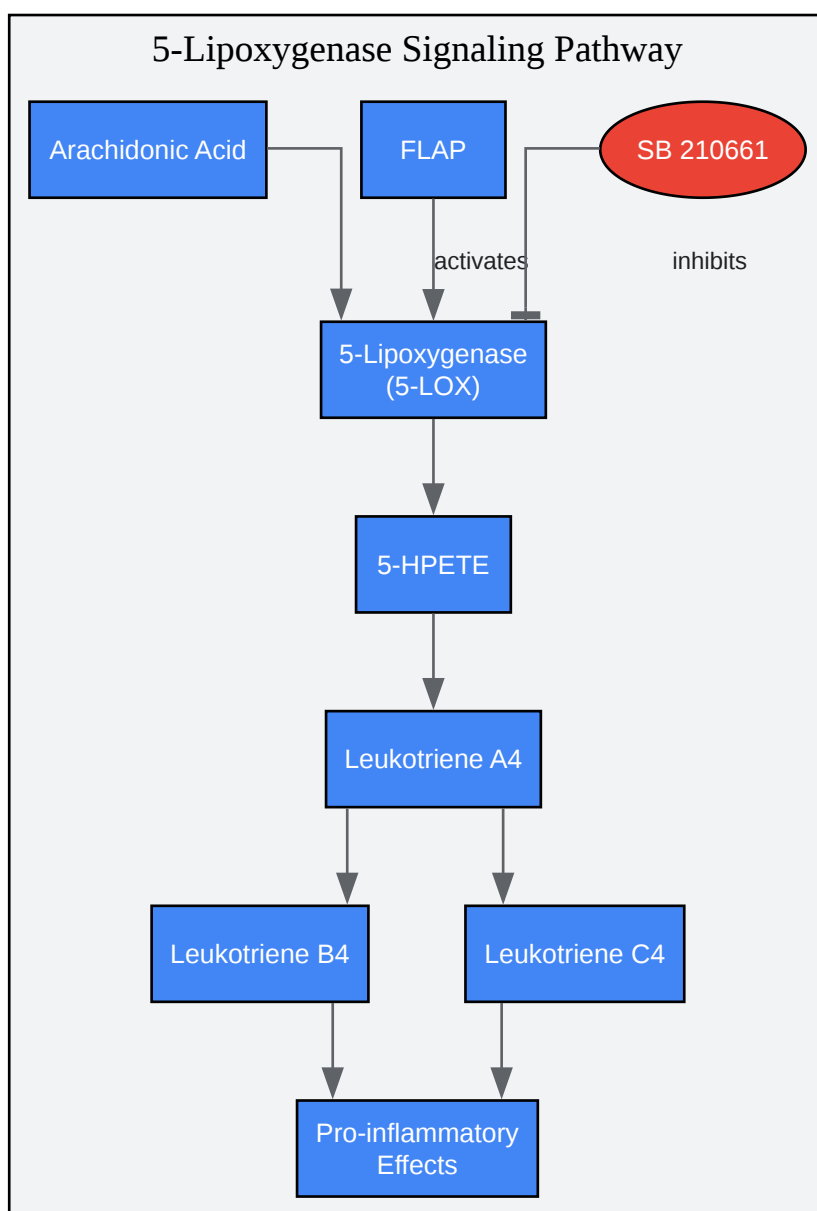 5-Lipoxygenase Signaling Pathway
Arachidonic Acid
FLAP
SB 210661
activates
inhibits
5-Lipoxygenase
(5-LOX)
5-HPETE
Leukotriene A4
Leukotriene B4
Leukotriene C4
Pro-inflammatory
Effects